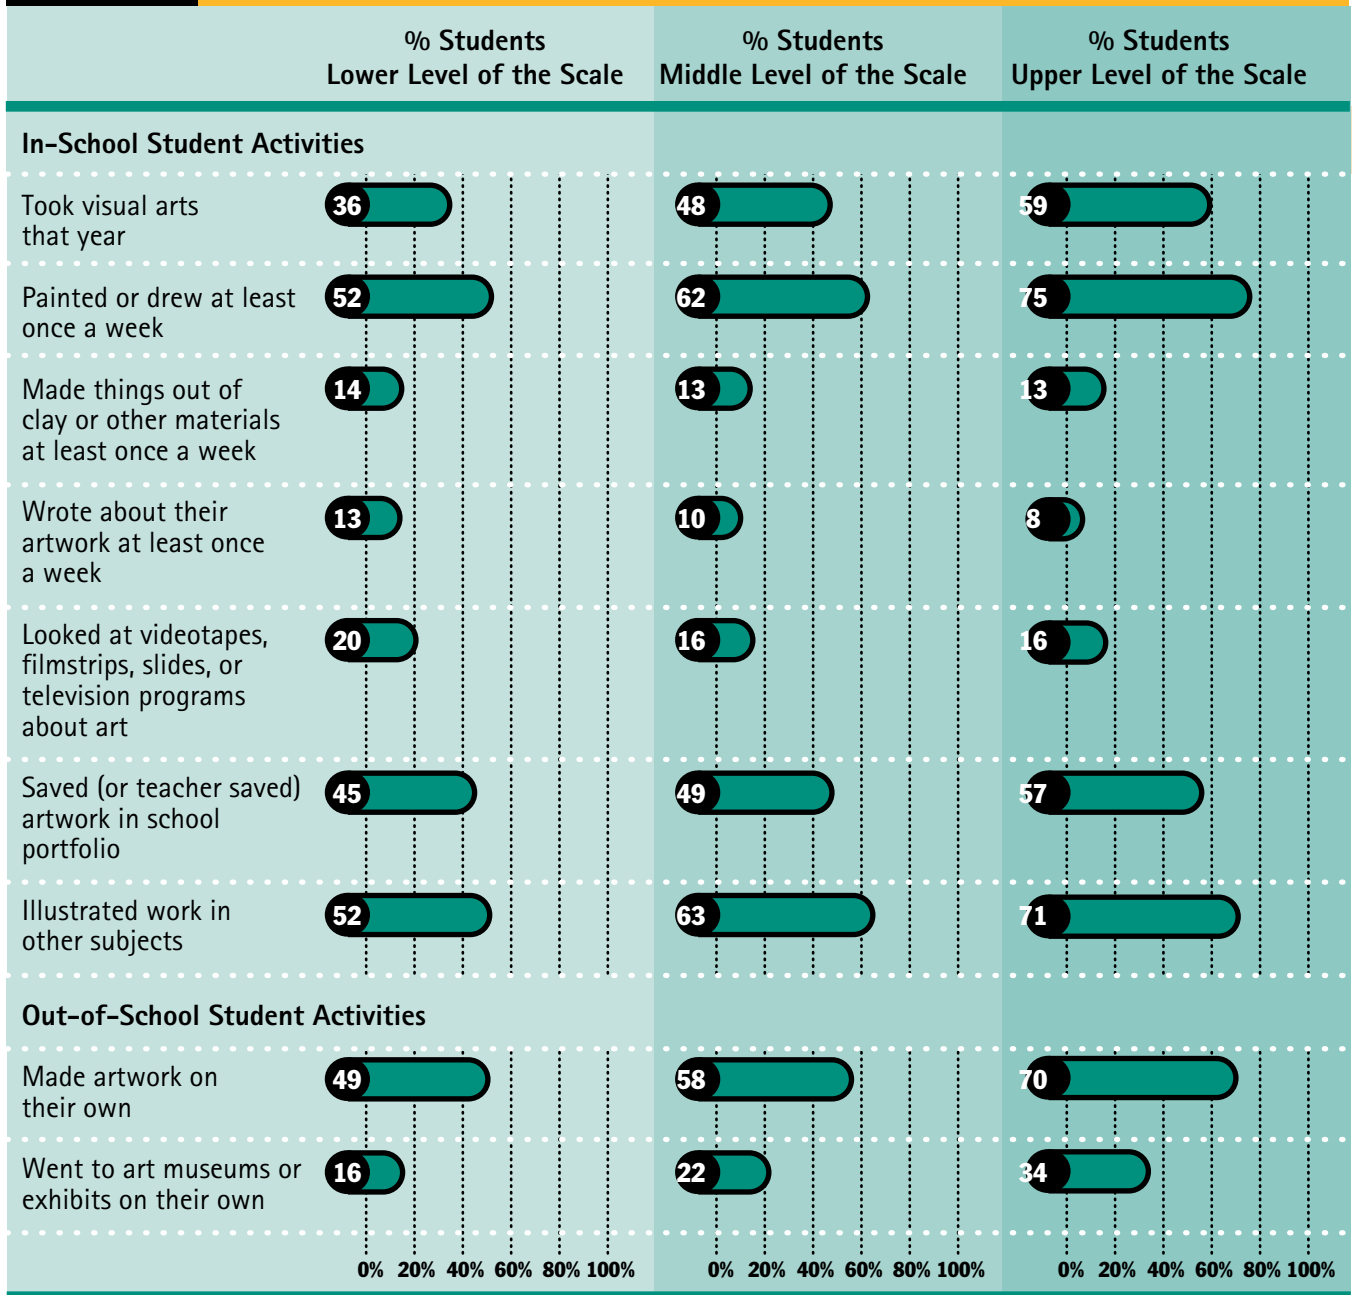 % Students
Lower Level of the Scale
% Students
Middle Level of the Scale
% Students
Upper Level of the Scale
In-School Student Activities
Took visual arts
that year
36
48
59
Painted or drew at least
once a week
52
62
75
Made things out of
clay or other materials
at least once a week
14
13
13
Wrote about their
artwork at least once
a week
13
10
8
Looked at videotapes,
filmstrips, slides, or
television programs
about art
20
16
16
Saved (or teacher saved)
artwork in school
portfolio
45
49
57
Illustrated work in
other subjects
52
63
71
Out-of-School Student Activities
Made artwork on
their own
49
58
70
Went to art museums or
exhibits on their own
16
22
34
0% 20% 40% 60% 80% 100%
0% 20% 40% 60% 80% 100%
0% 20% 40% 60% 80% 100%